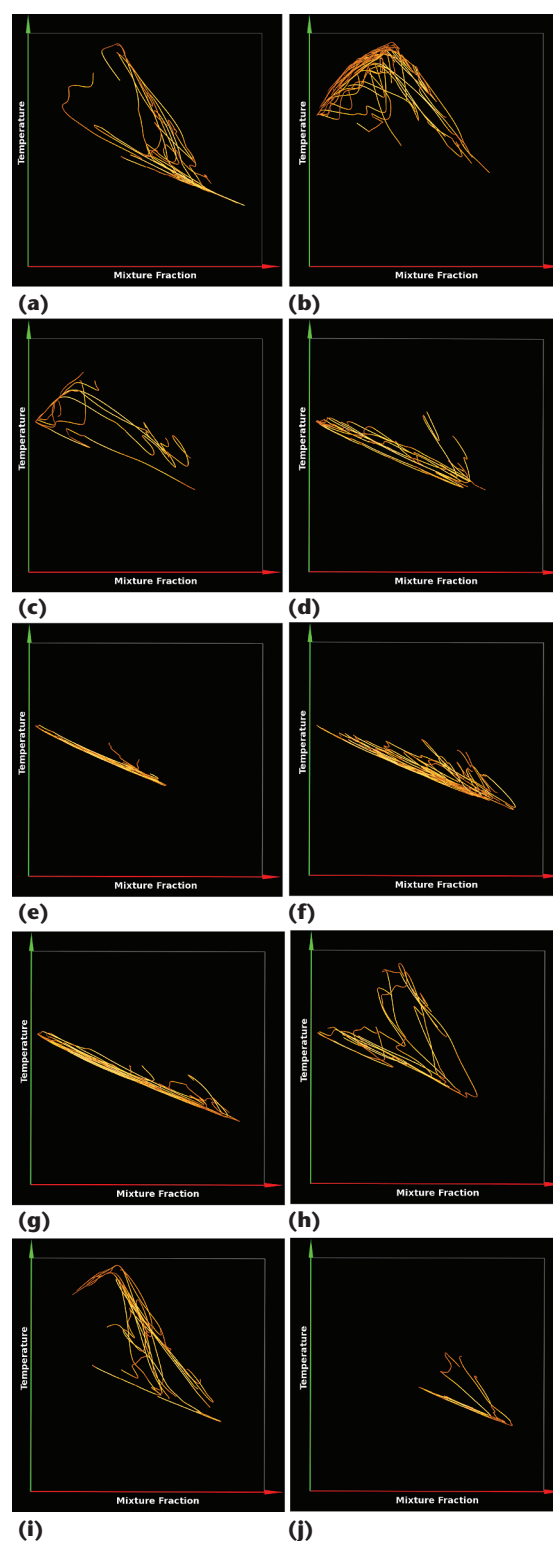 Temperature
Mixture Fraction
(a)
Temperature
Mixture Fraction
(b)
Temperature
Mixture Fraction
(c)
Temperature
Mixture Fraction
(d)
Temperature
Mixture Fraction
(e)
Temperature
Mixture Fraction
(f)
Temperature
Mixture Fraction
(g)
Temperature
Mixture Fraction
(h)
Temperature
Mixture Fraction
(i)
Temperature
Mixture Fraction
(j)